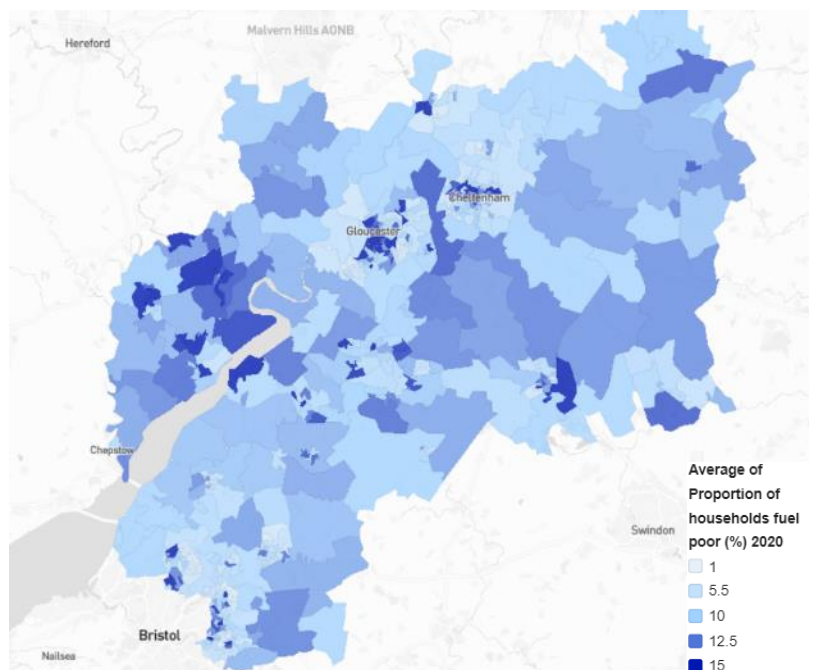 Hereford
Malvern Hills AONB
Cheltenham
Gloucester
Chepstow
Swindon
Bristol
Nailsea
Average of
Proportion of
households fuel
poor (%) 2020
1
5.5
10
12.5
15